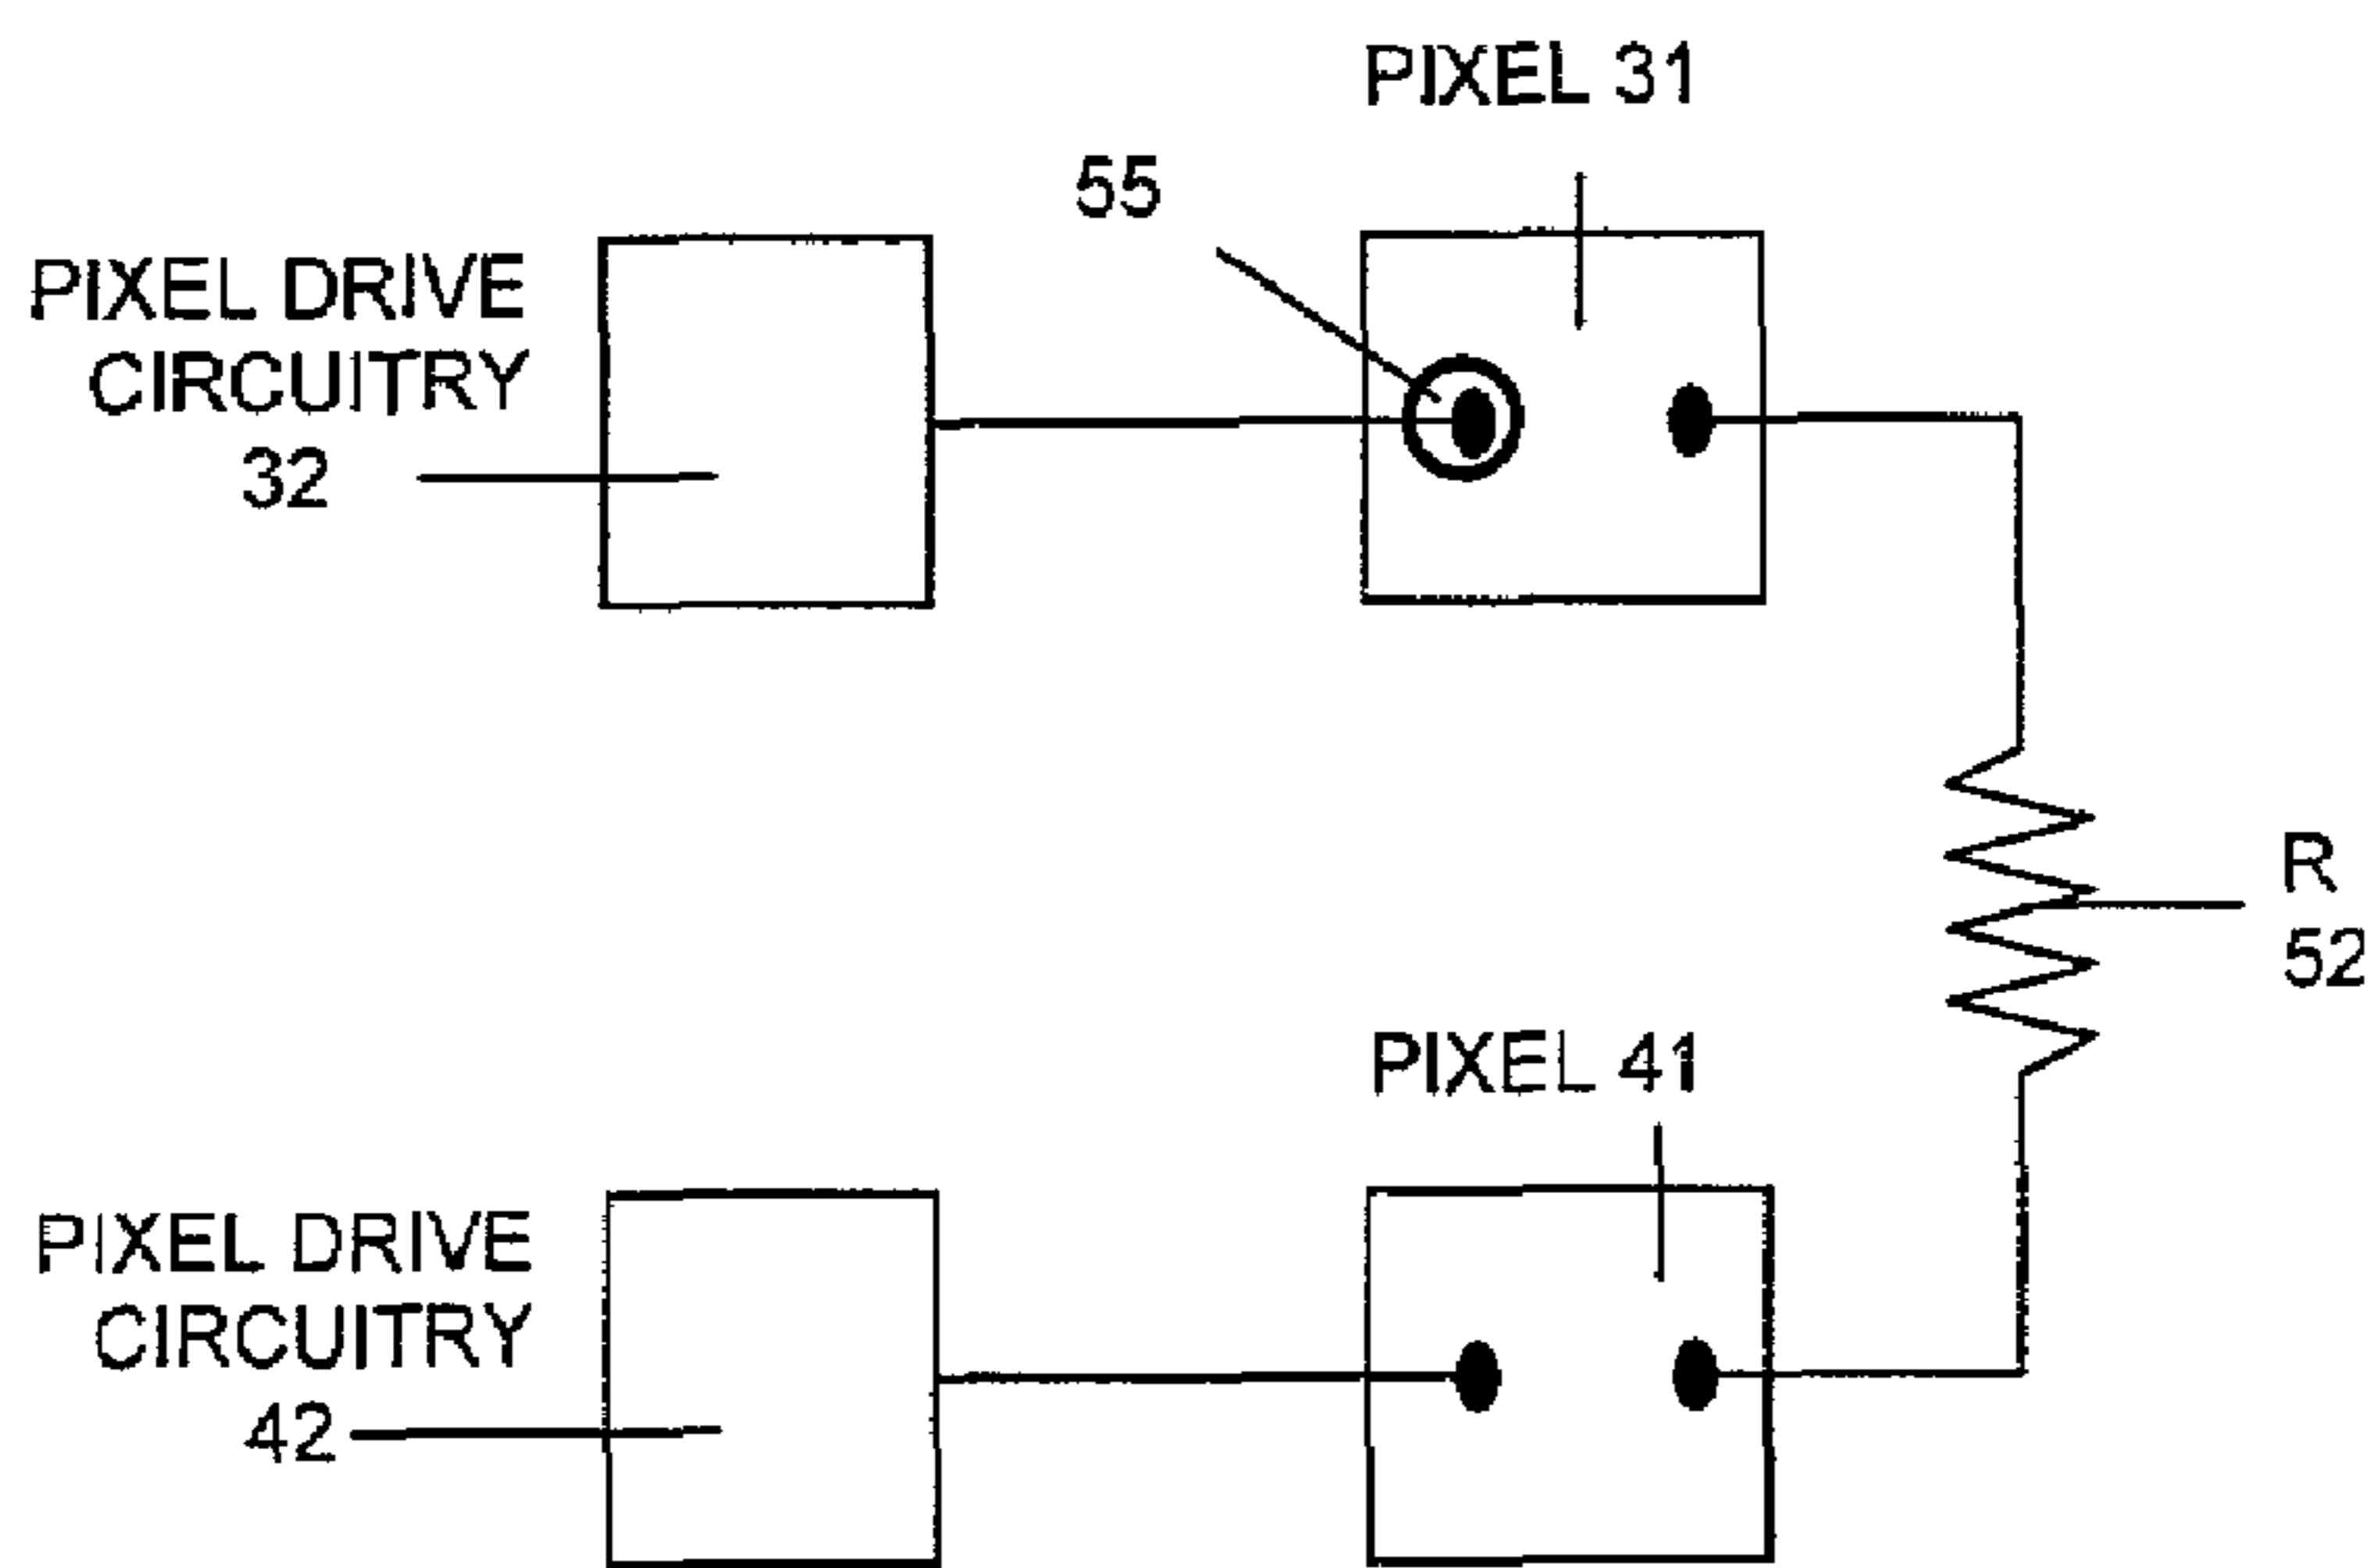 PIXEL 31
55
PIXEL DRIVE
CIRCUITRY
32
R
52
PIXEL 41
PIXEL DRIVE
CIRCUITRY
42